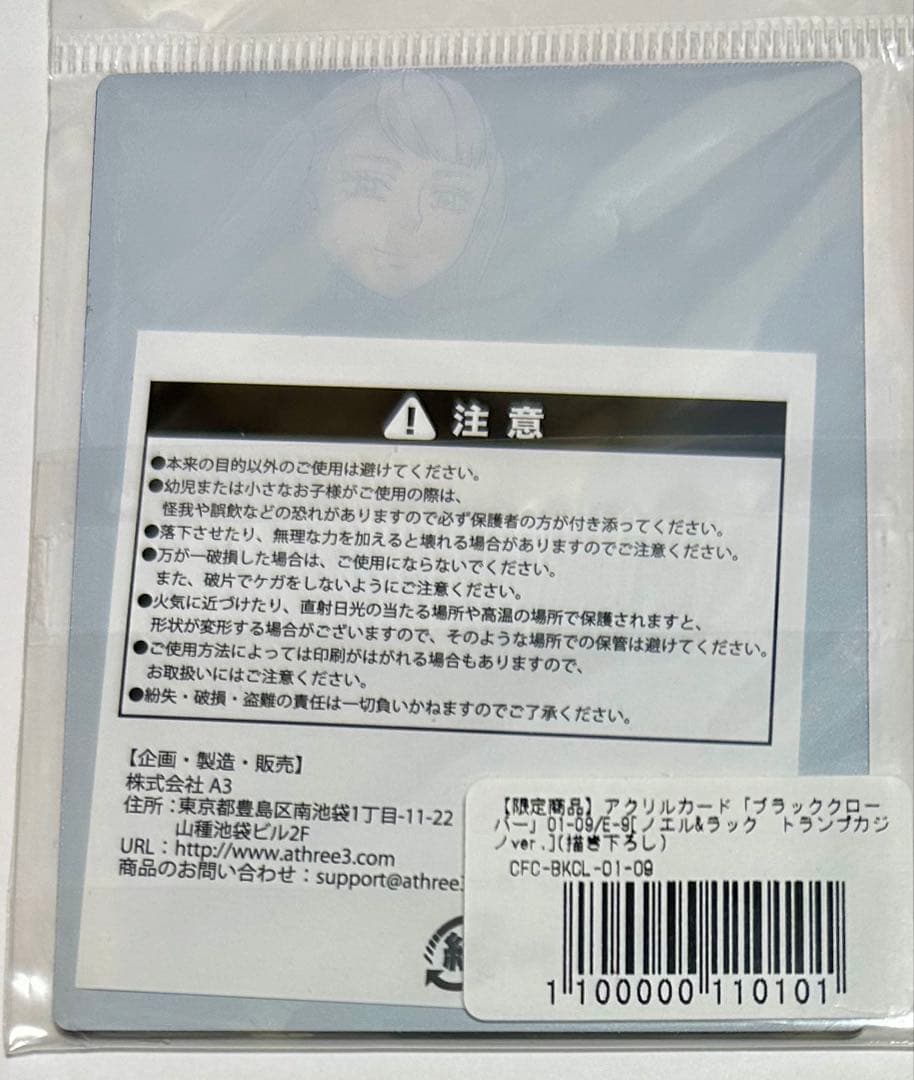 注意
●本来の目的以外のご使用は避けてください。
●幼児または小さなお子様がご使用の際は、
怪我や誤飲などの恐れがありますので必ず保護者の方が付き添ってください。
●落下させたり、無理な力を加えると壊れる場合がありますのでご注意ください。
●万が一破損した場合は、ご使用にならないでください。
また、破片でケガをしないようにご注意ください。
●火気に近づけたり、直射日光の当たる場所や高温の場所で保護されますと、
形状が変形する場合がございますので、そのような場所での保管は避けてください。
●ご使用方法によっては印刷がはがれる場合もありますので、
お取扱いにはご注意ください。
●紛失・破損・盗難の責任は一切負いかねますのでご了承ください。
【企画・製造・販売】
株式会社 A3
住所：東京都豊島区南池袋1丁目-11-22
山種池袋ビル2F
URL：http://www.athree3.com
商品のお問い合わせ：support@athree3
【限定商品】アクリルカード「ブラッククロー
バー」01-09/E-9[ノエル&ラック　トランプカジ
ノver.](描き下ろし)
CFC-BKCL-01-09
1 100000 110101